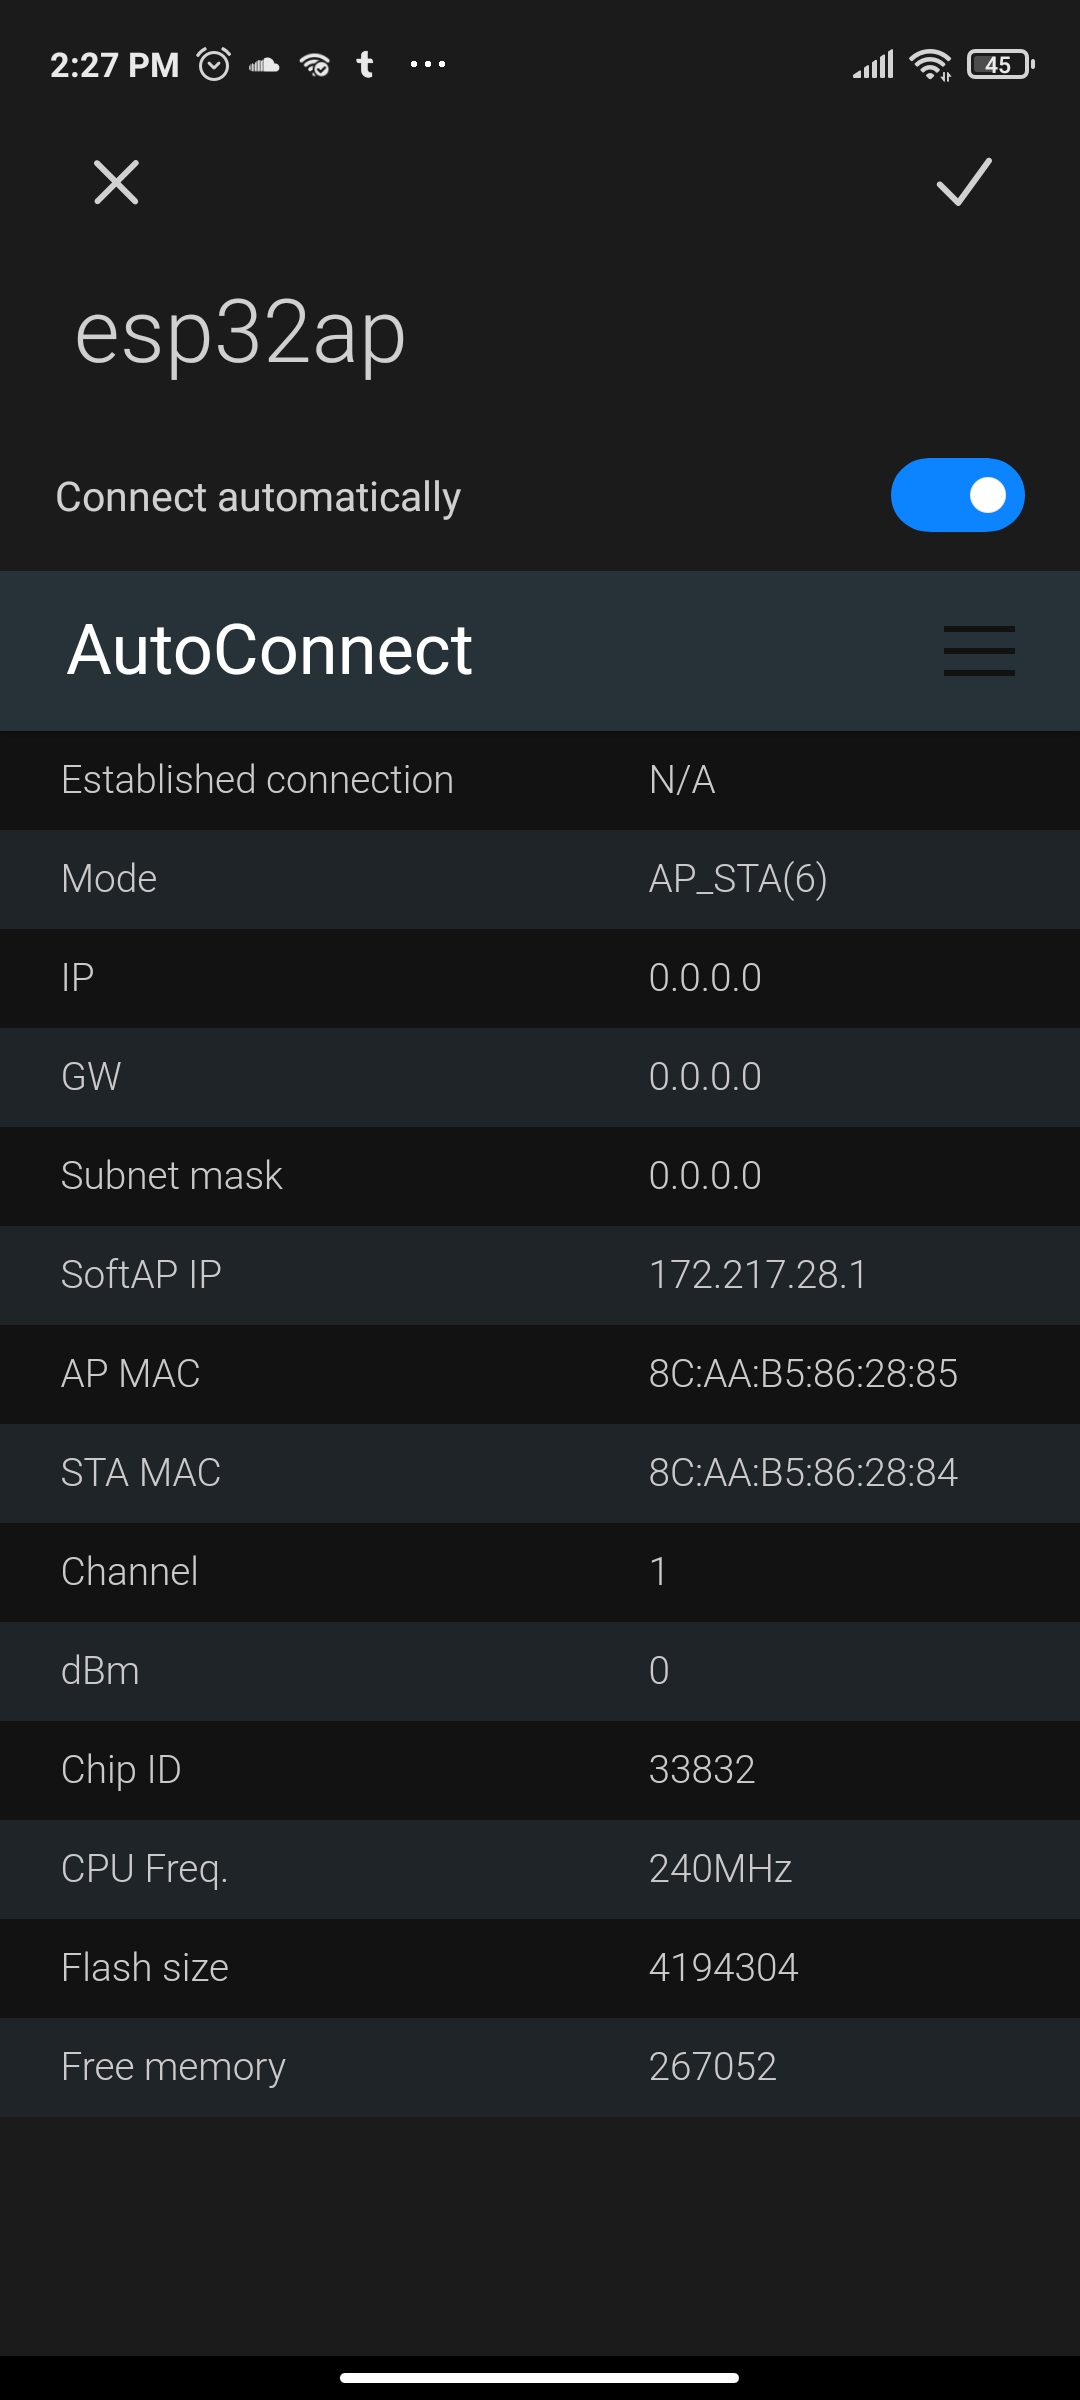 2:27 PM t ... 45
esp32ap
Connect automatically
AutoConnect
Established connection N/A
Mode AP_STA(6)
IP 0.0.0.0
GW 0.0.0.0
Subnet mask 0.0.0.0
SoftAP IP 172.217.28.1
AP MAC 8C:AA:B5:86:28:85
STA MAC 8C:AA:B5:86:28:84
Channel 1
dBm 0
Chip ID 33832
CPU Freq. 240MHz
Flash size 4194304
Free memory 267052